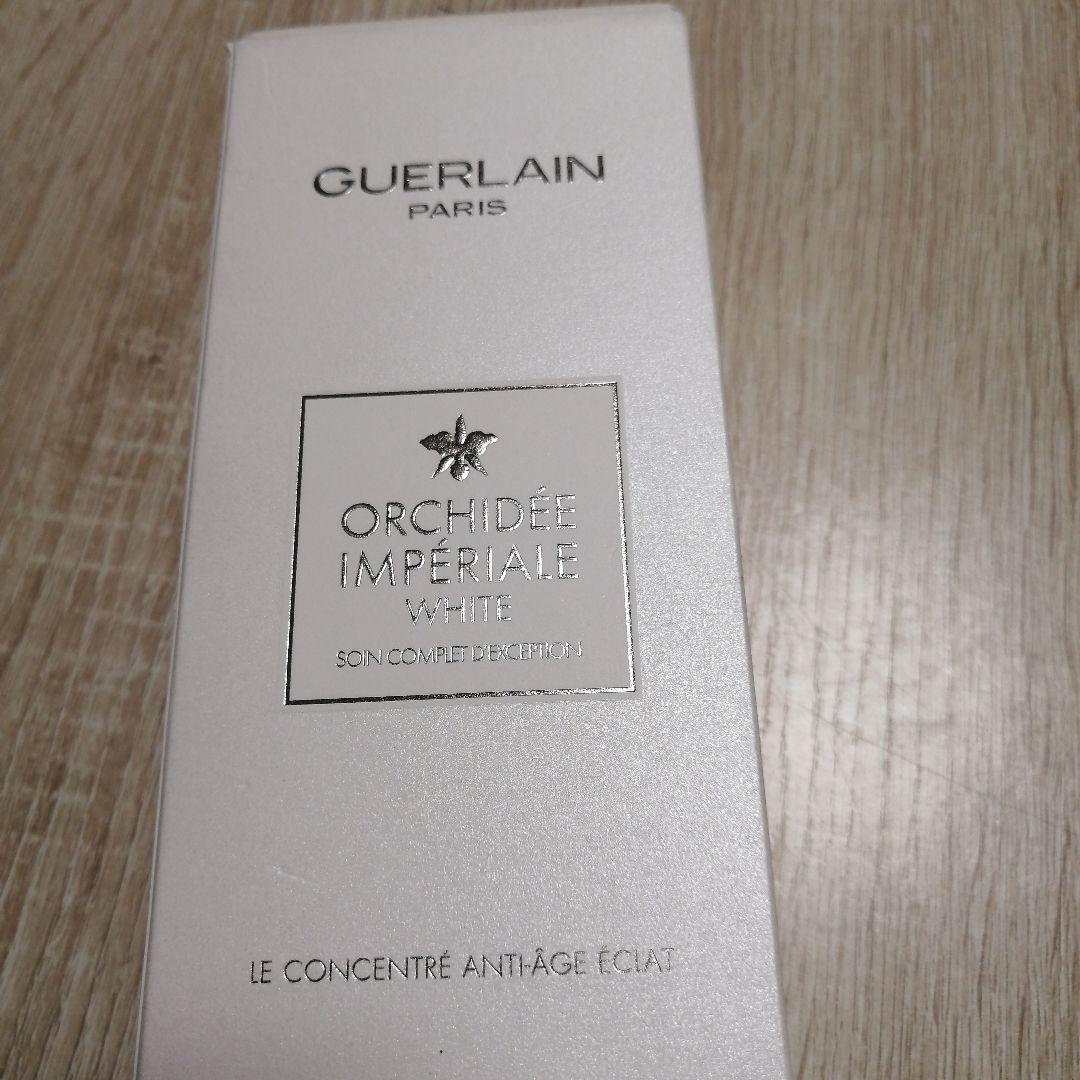 GUERLAIN
PARIS
ORCHIDÉE
IMPÉRIALE
WHITE
SOIN COMPLET D'EXCEPTION
LE CONCENTRÉ ANTI-ÂGE ÉCLAT